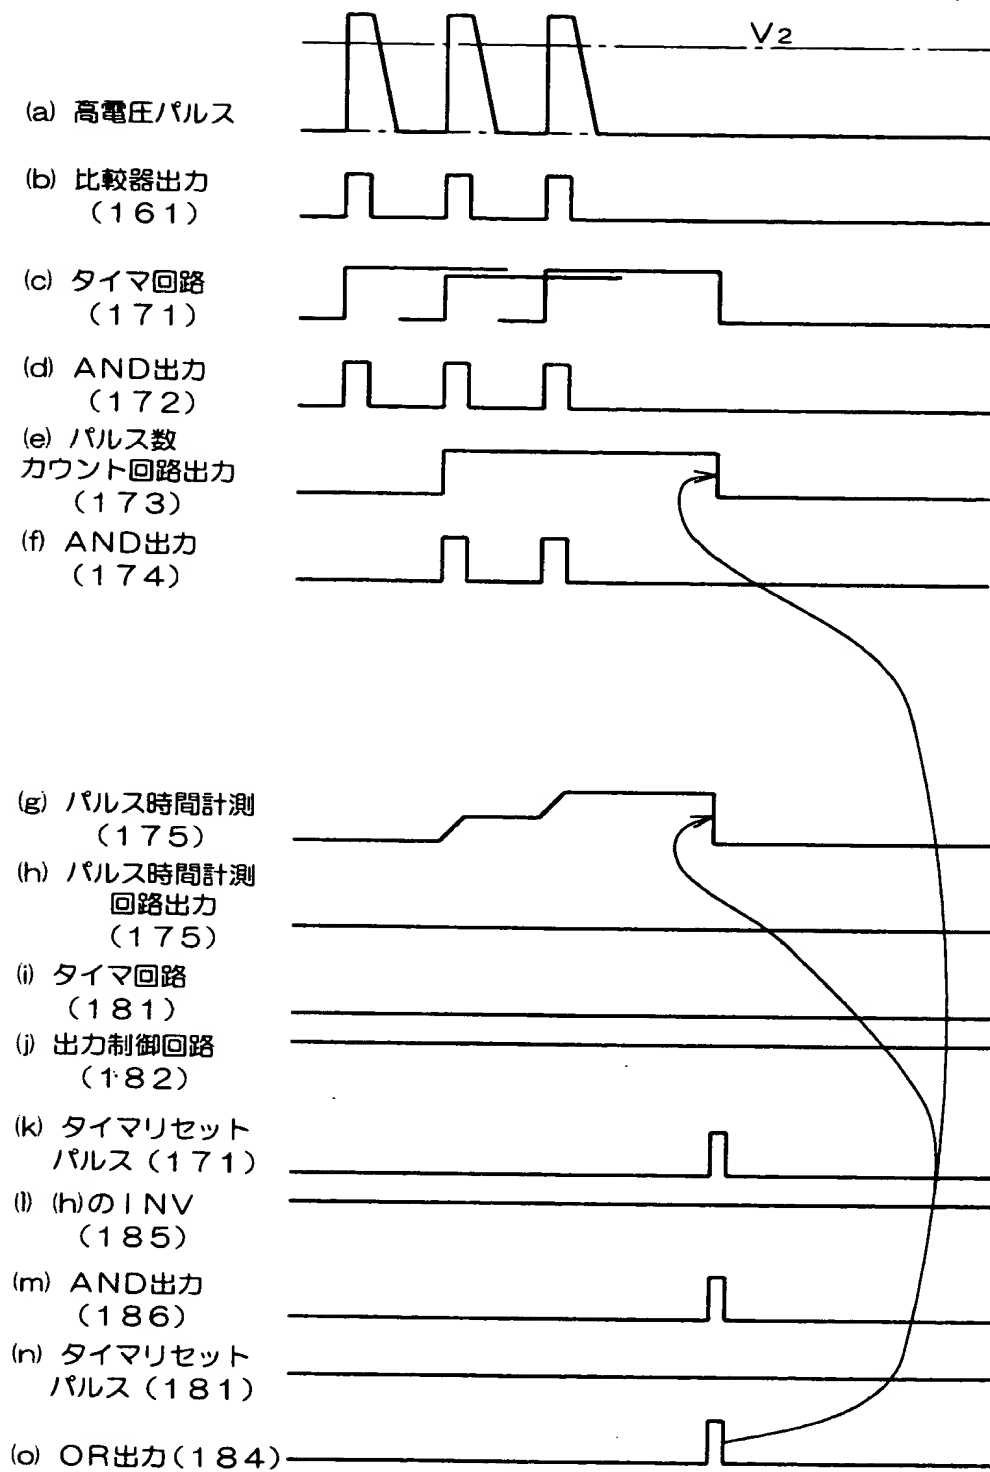 V2
(a) 高電圧パルス
(b) 比較器出力
(161)
(c) タイマ回路
(171)
(d) AND出力
(172)
(e) パルス数
カウント回路出力
(173)
(f) AND出力
(174)
(g) パルス時間計測
(175)
(h) パルス時間計測
回路出力
(175)
(i) タイマ回路
(181)
(j) 出力制御回路
(182)
(k) タイマリセット
パルス(171)
(l) (h)のINV
(185)
(m) AND出力
(186)
(n) タイマリセット
パルス(181)
(o) OR出力(184)